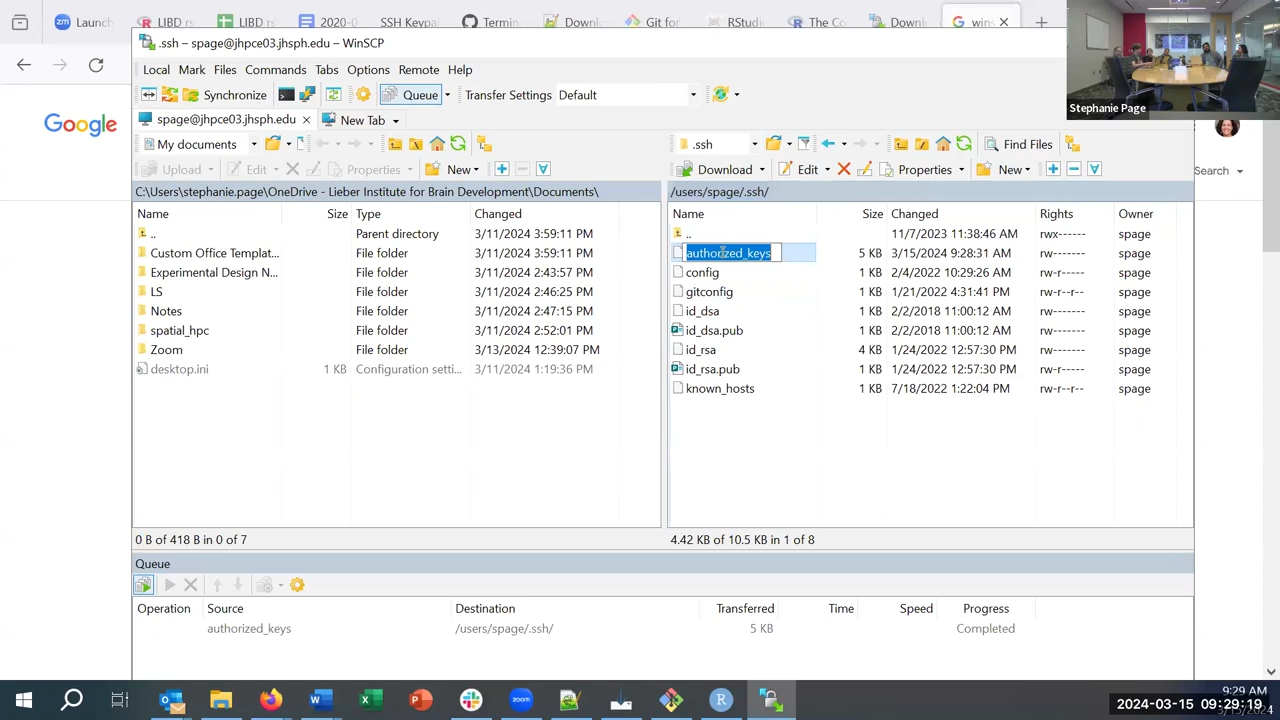 Launch
LIBD rs
LIBD rs
2020-0
SSH Keypa
Termin
Downl
Git for
RStudi
The Co
Downl
wins
.ssh – spage@jhpce03.jhsph.edu – WinSCP
Local Mark Files Commands Tabs Options Remote Help
Synchronize Queue Transfer Settings Default
spage@jhpce03.jhsph.edu New Tab
Stephanie Page
Google
Search
My documents
.ssh Find Files
Upload Edit Properties New
Download Edit Properties New
C:\Users\stephanie.page\OneDrive - Lieber Institute for Brain Development\Documents\
Name Size Type Changed
.. Parent directory 3/11/2024 3:59:11 PM
Custom Office Templat... File folder 3/11/2024 3:59:11 PM
Experimental Design N... File folder 3/11/2024 2:43:57 PM
LS File folder 3/11/2024 2:46:25 PM
Notes File folder 3/11/2024 2:47:15 PM
spatial_hpc File folder 3/11/2024 2:52:01 PM
Zoom File folder 3/13/2024 12:39:07 PM
desktop.ini 1 KB Configuration setti... 3/11/2024 1:19:36 PM
0 B of 418 B in 0 of 7
/users/spage/.ssh/
Name Size Changed Rights Owner
.. 11/7/2023 11:38:46 AM rwx------ spage
authorized_keys 5 KB 3/15/2024 9:28:31 AM rw------- spage
config 1 KB 2/4/2022 10:29:26 AM rw-r----- spage
gitconfig 1 KB 1/21/2022 4:31:41 PM rw-r--r-- spage
id_dsa 1 KB 2/2/2018 11:00:12 AM rw------- spage
id_dsa.pub 1 KB 2/2/2018 11:00:12 AM rw------- spage
id_rsa 4 KB 1/24/2022 12:57:30 PM rw------- spage
id_rsa.pub 1 KB 1/24/2022 12:57:30 PM rw-r----- spage
known_hosts 1 KB 7/18/2022 1:22:04 PM rw-r--r-- spage
4.42 KB of 10.5 KB in 1 of 8
Queue
Operation Source Destination Transferred Time Speed Progress
authorized_keys /users/spage/.ssh/ 5 KB Completed
9:29 AM
2024-03-15 09:29:19